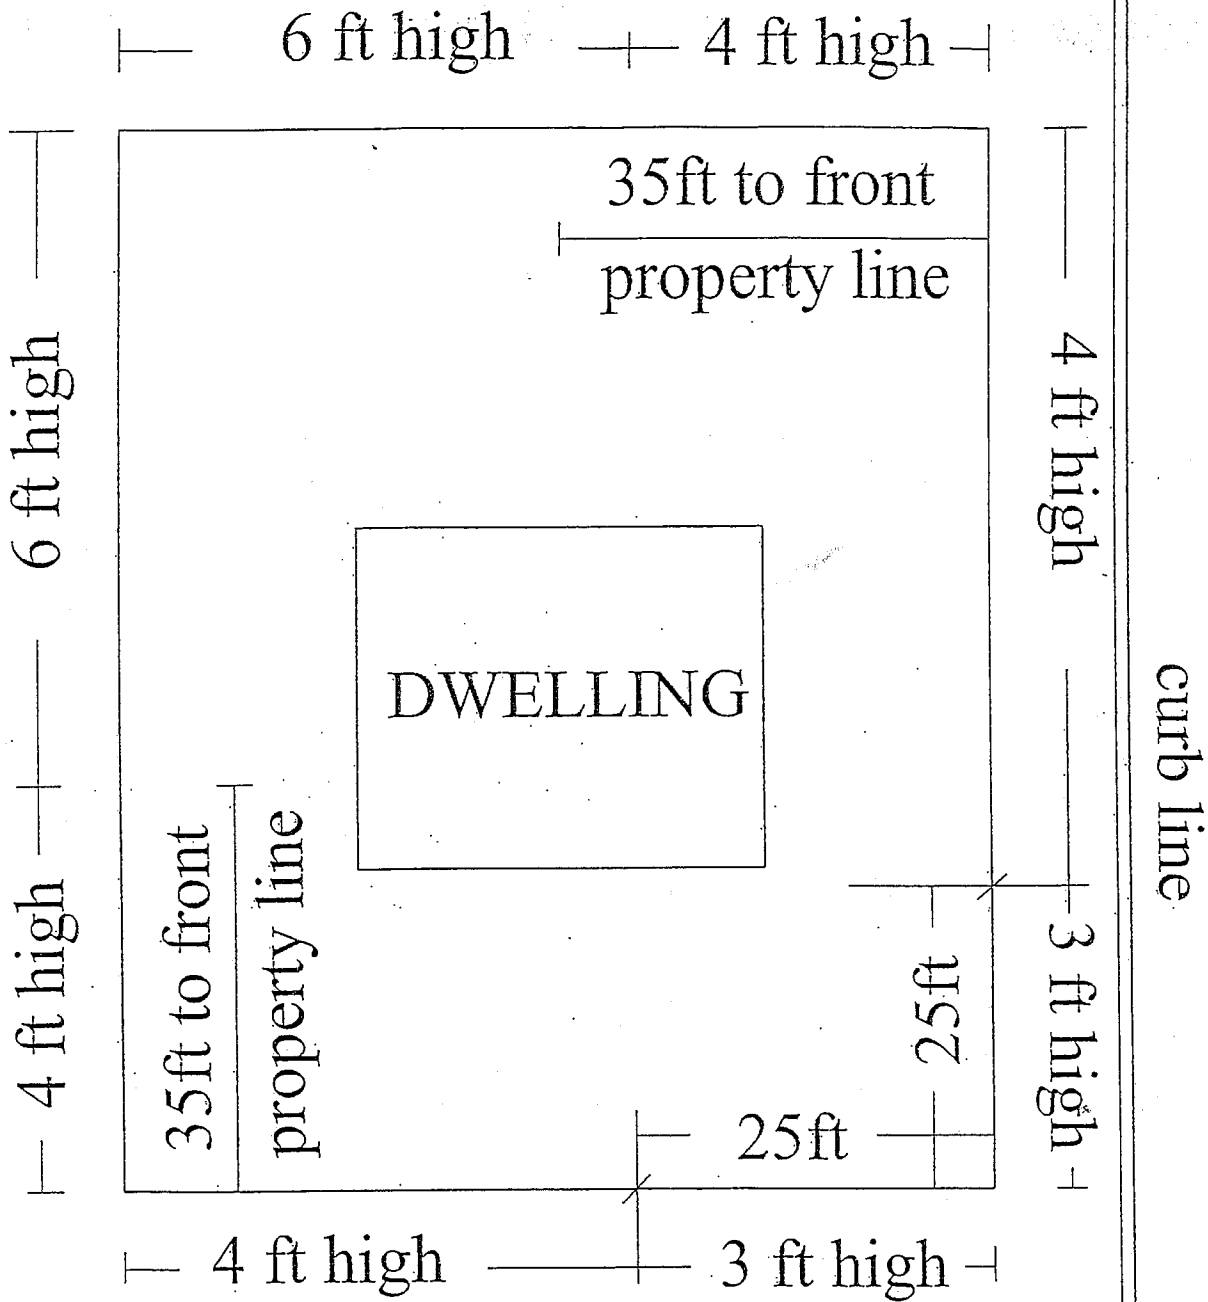 6 ft high
4 ft high
35ft to front
property line
6 ft high
4 ft high
DWELLING
curb line
4 ft high
35ft to front
property line
25ft
3 ft high
25ft
4 ft high
3 ft high